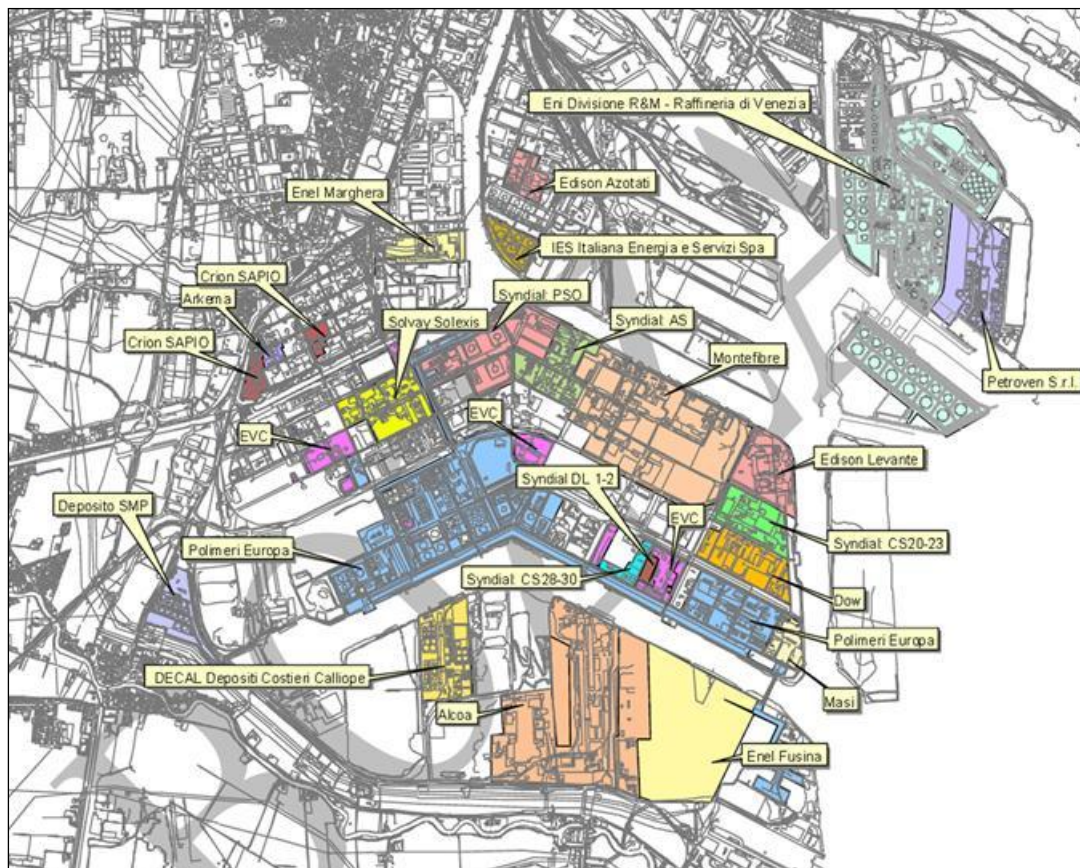 Eni Divisione R&M - Raffineria di Venezia
Edison Azotati
Enel Marghera
IES Italiana Energia e Servizi Spa
Crion SAPIO
Syndial: PSO
Arkema
Solvay Solexis
Syndial: AS
Crion SAPIO
Montefibre
Petroven S.r.l.
EVC
EVC
Edison Levante
Syndial DL 1-2
Deposito SMP
EVC
Polimeri Europa
Syndial: CS20-23
Syndial: CS28-30
Dow
Polimeri Europa
DECAL Depositi Costieri Calliope
Masi
Alcoa
Enel Fusina